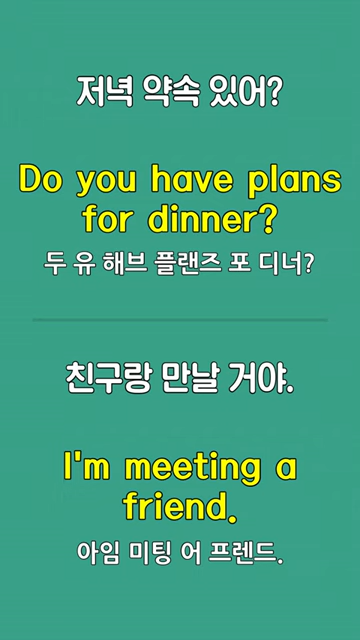 저녁 약속 있어?
Do you have plans
for dinner?
두 유 해브 플랜즈 포 디너?
친구랑 만날 거야.
I'm meeting a
friend.
아임 미팅 어 프렌드.